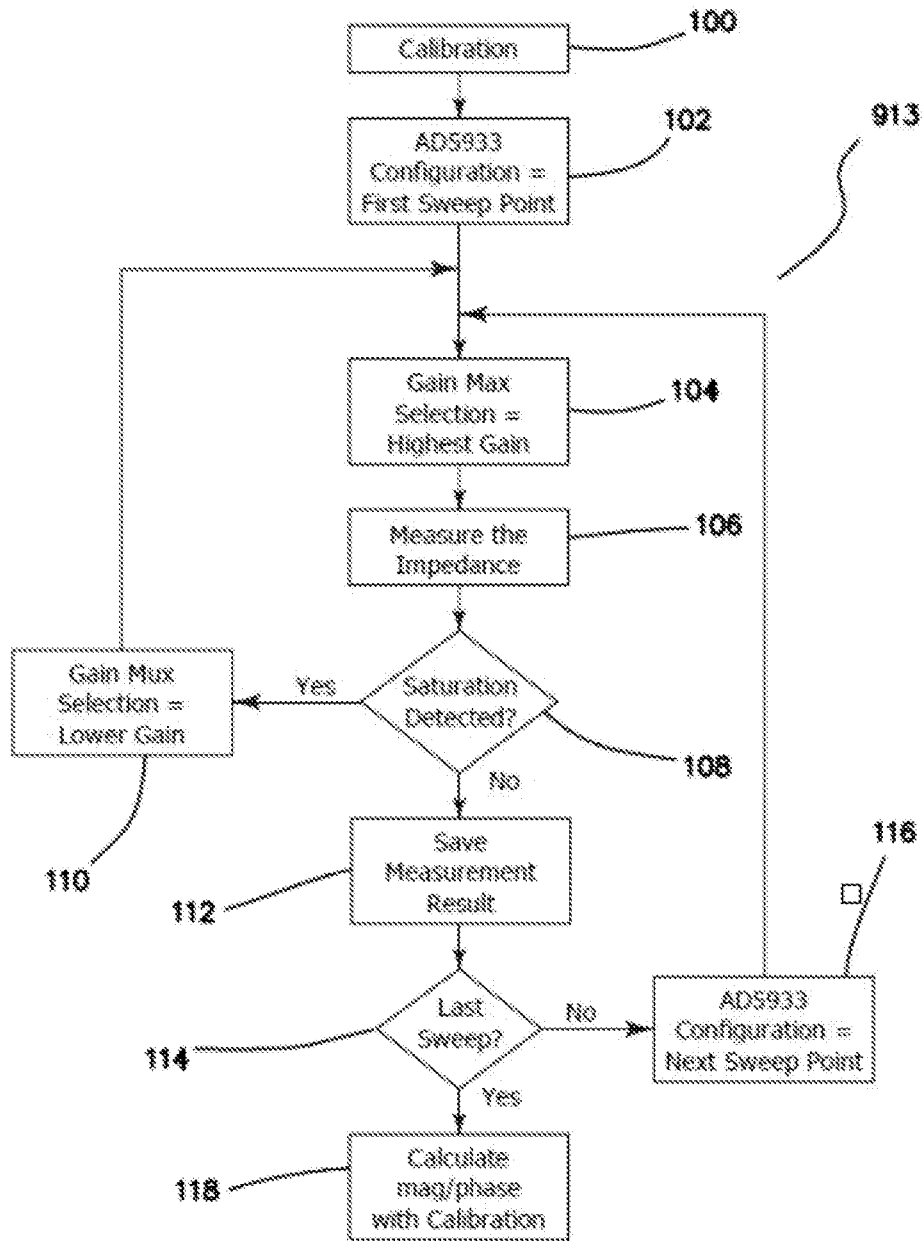 Calibration
100
AD5933
Configuration =
First Sweep Point
102
913
Gain Max
Selection =
Highest Gain
104
Measure the
Impedance
106
Saturation
Detected?
108
Yes
Gain Mux
Selection =
Lower Gain
110
No
Save
Measurement
Result
112
Last
Sweep?
114
No
AD5933
Configuration =
Next Sweep Point
116
Yes
Calculate
mag/phase
with Calibration
118